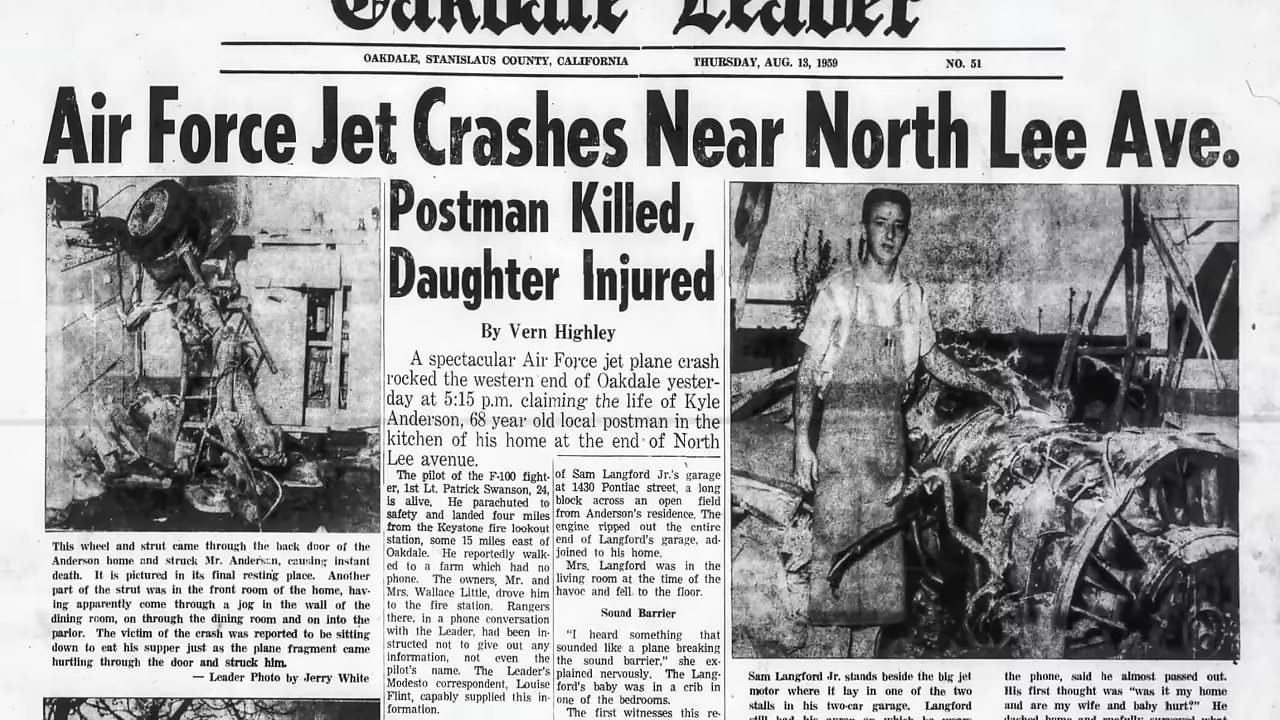 Oakdale Leader
OAKDALE, STANISLAUS COUNTY, CALIFORNIA THURSDAY, AUG. 13, 1959 NO. 51
Air Force Jet Crashes Near North Lee Ave.
This wheel and strut came through the back door of the
Anderson home and struck Mr. Anderson, causing instant
death. It is pictured in its final resting place. Another
part of the strut was in the front room of the home, hav-
ing apparently come through a jog in the wall of the
dining room, on through the dining room and on into the
parlor. The victim of the crash was reported to be sitting
down to eat his supper just as the plane fragment came
hurtling through the door and struck him.
— Leader Photo by Jerry White
Postman Killed,
Daughter Injured
By Vern Highley
A spectacular Air Force jet plane crash
rocked the western end of Oakdale yester-
day at 5:15 p.m. claiming the life of Kyle
Anderson, 68 year old local postman in the
kitchen of his home at the end of North
Lee avenue.
The pilot of the F-100 fight-
er, 1st Lt. Patrick Swanson, 24,
is alive. He parachuted to
safety and landed four miles
from the Keystone fire lookout
station, some 15 miles east of
Oakdale. He reportedly walk-
ed to a farm which had no
phone. The owners, Mr. and
Mrs. Wallace Little, drove him
to the fire station. Rangers
there, in a phone conversation
with the Leader, had been in-
structed not to give out any
information, not even the
pilot's name. The Leader's
Modesto correspondent, Louise
Flint, capably supplied this in-
formation.
of Sam Langford Jr.'s garage
at 1430 Pontiac street, a long
block across an open field
from Anderson's residence. The
engine ripped out the entire
end of Langford's garage, ad-
joined to his home.
Mrs. Langford was in the
living room at the time of the
havoc and fell to the floor.
Sound Barrier
"I heard something that
sounded like a plane breaking
the sound barrier," she ex-
plained nervously. The Lang-
ford's baby was in a crib in
one of the bedrooms.
The first witnesses this re-
Sam Langford Jr. stands beside the big jet
motor where it lay in one of the two
stalls in his two-car garage. Langford
still had his apron on which he wears
the phone, said he almost passed out.
His first thought was "was it my home
and are my wife and baby hurt?" He
dashed home and ruefully surveyed what